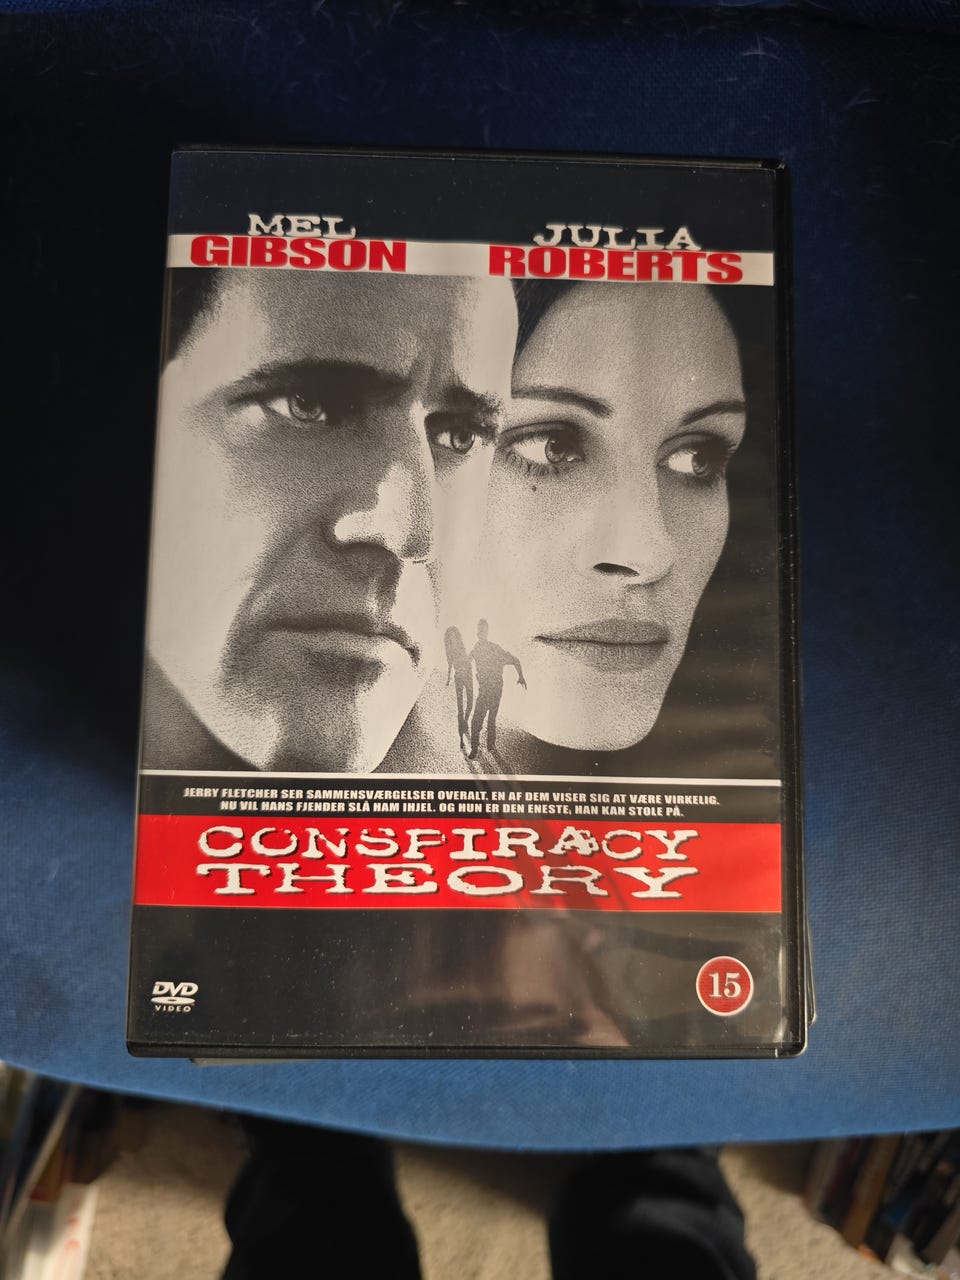 MEL
GIBSON
JULIA
ROBERTS
JERRY FLETCHER SER SAMMENSVÆRGELSER OVERALT. EN AF DEM VISER SIG AT VÆRE VIRKELIG.
NU VIL HANS FJENDER SLÅ HAM IHJEL. OG HUN ER DEN ENESTE, HAN KAN STOLE PÅ.
CONSPIRACY
THEORY
DVD
VIDEO
15